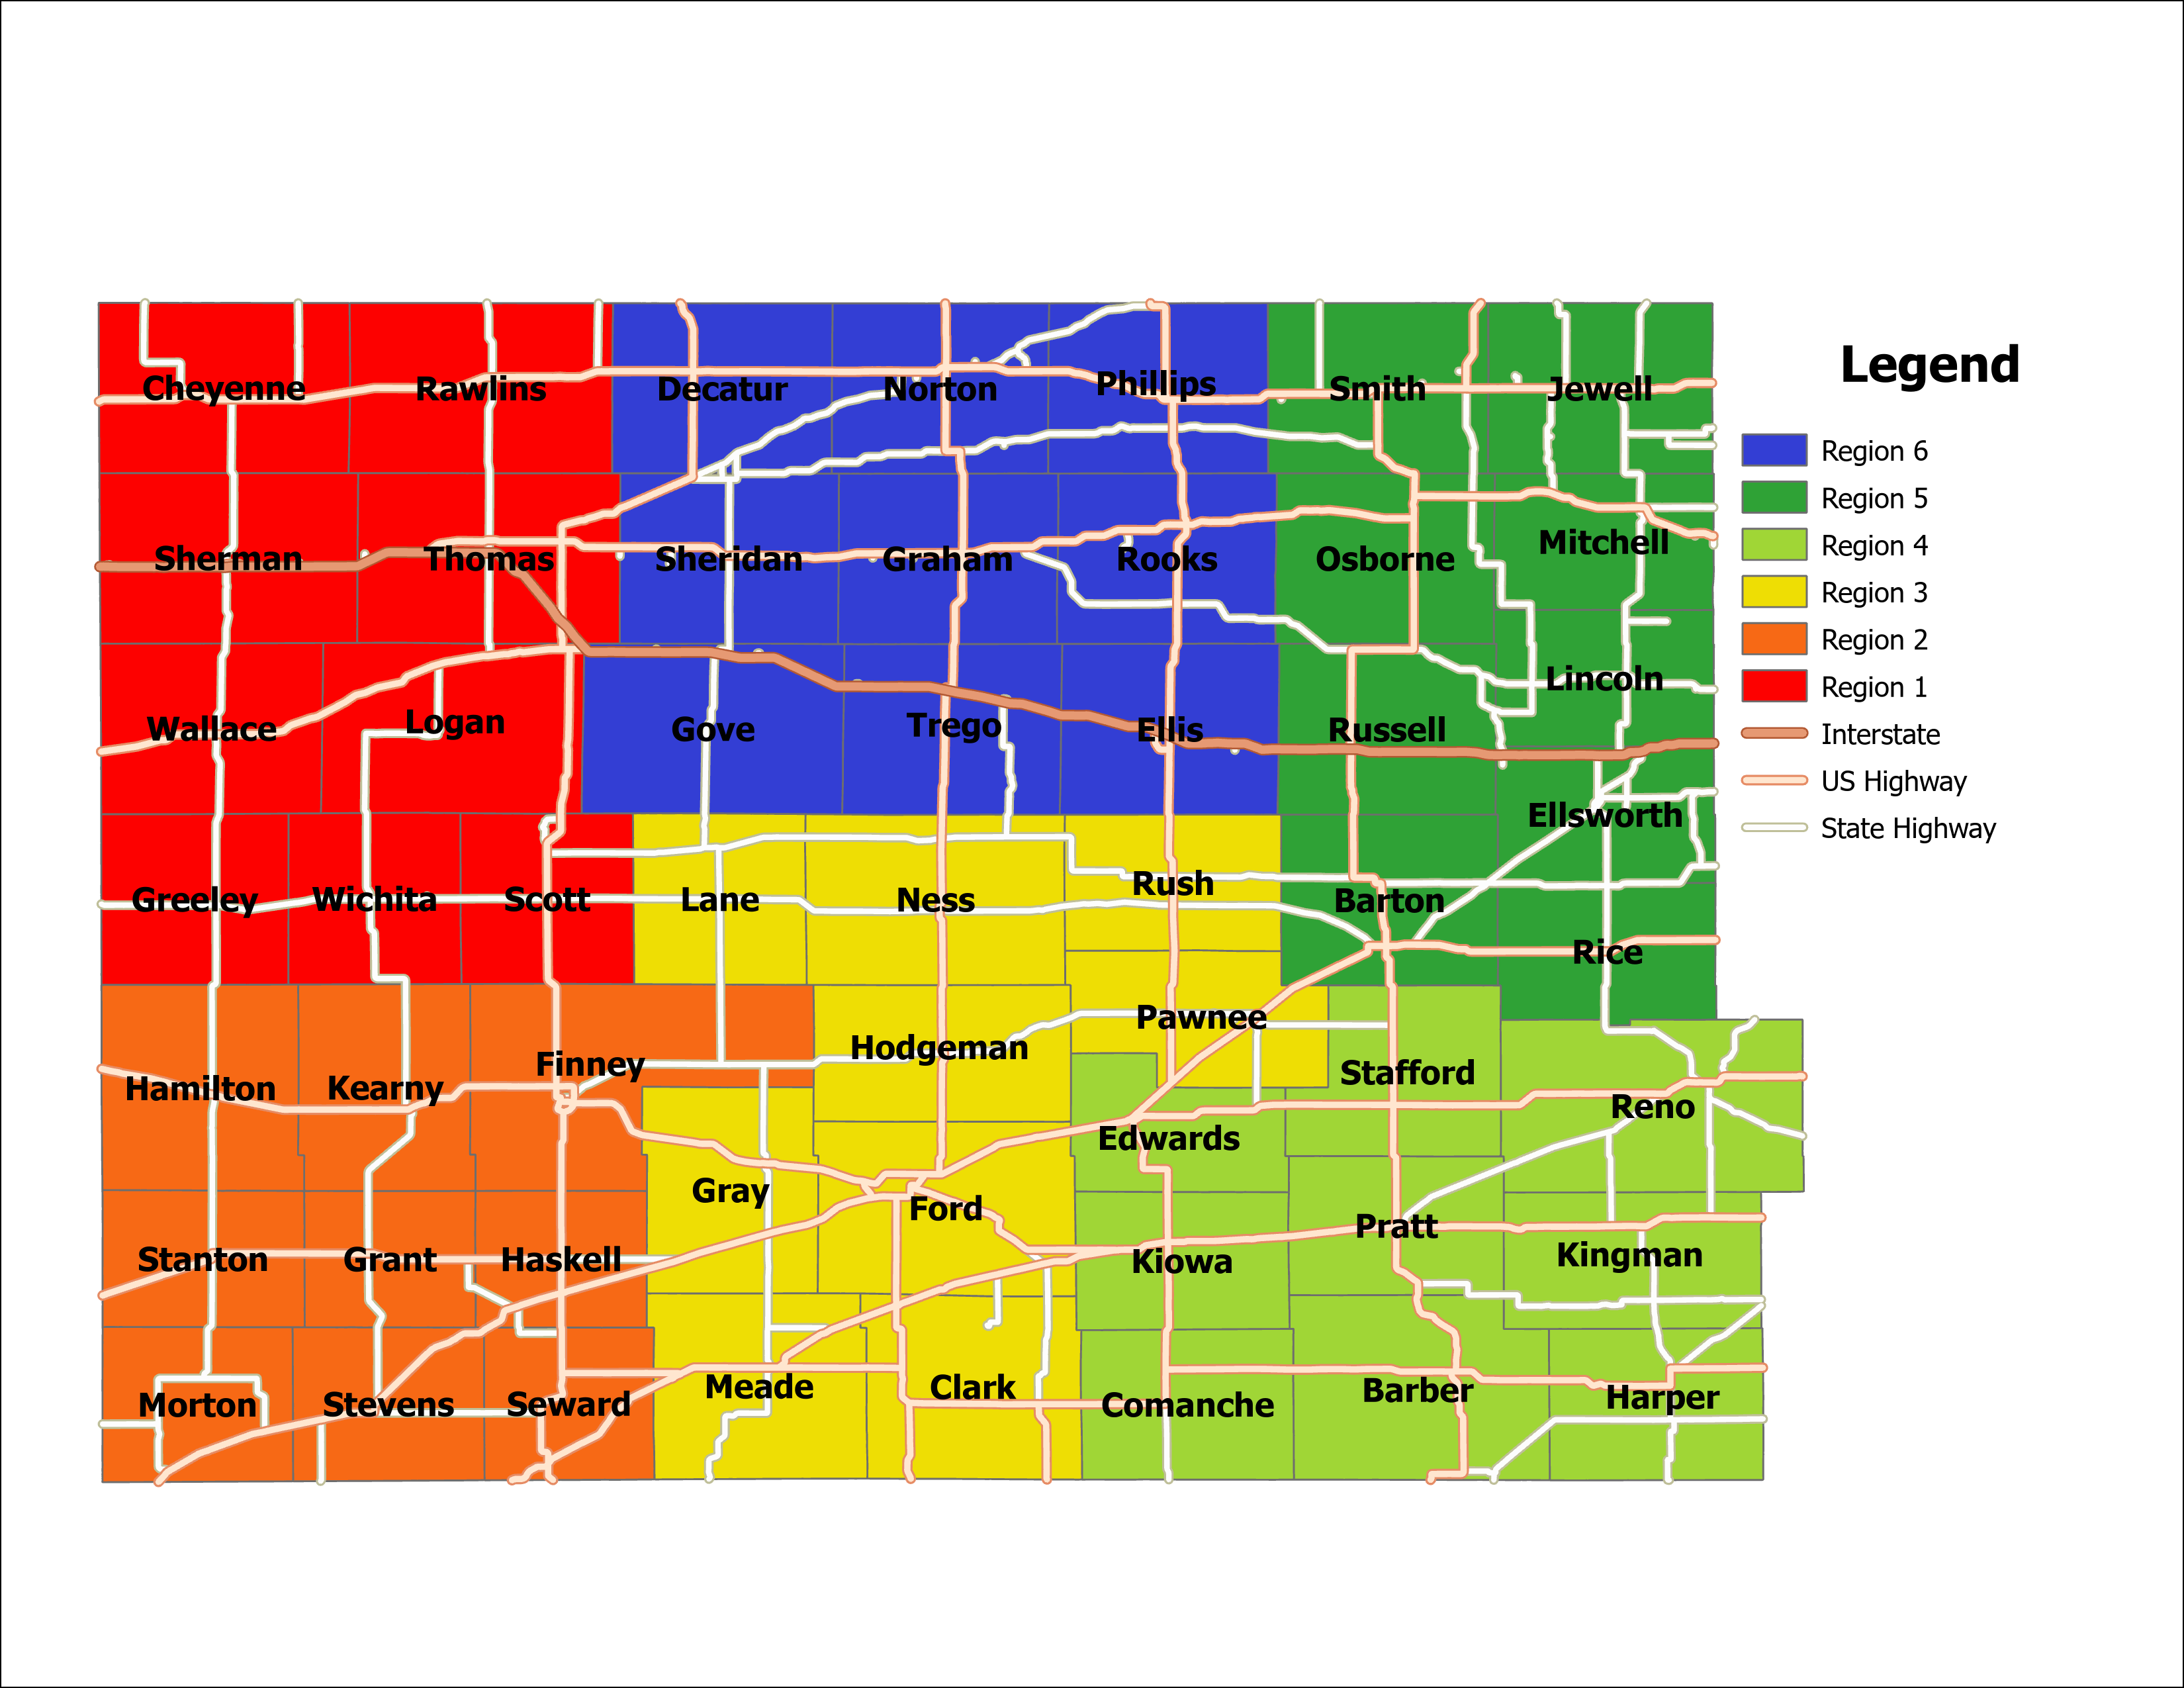 Legend
Region 6
Region 5
Region 4
Region 3
Region 2
Region 1
Interstate
US Highway
State Highway
Cheyenne Rawlins Decatur Norton Phillips Smith Jewell
Sherman Thomas Sheridan Graham Rooks Osborne Mitchell
Wallace Logan Gove Trego Ellis Russell Lincoln
Ellsworth
Greeley Wichita Scott Lane Ness Rush Barton
Rice
Hamilton Kearny Finney Hodgeman Pawnee Stafford
Reno
Edwards
Gray Ford Pratt
Stanton Grant Haskell Kiowa Kingman
Morton Stevens Seward Meade Clark Comanche Barber Harper